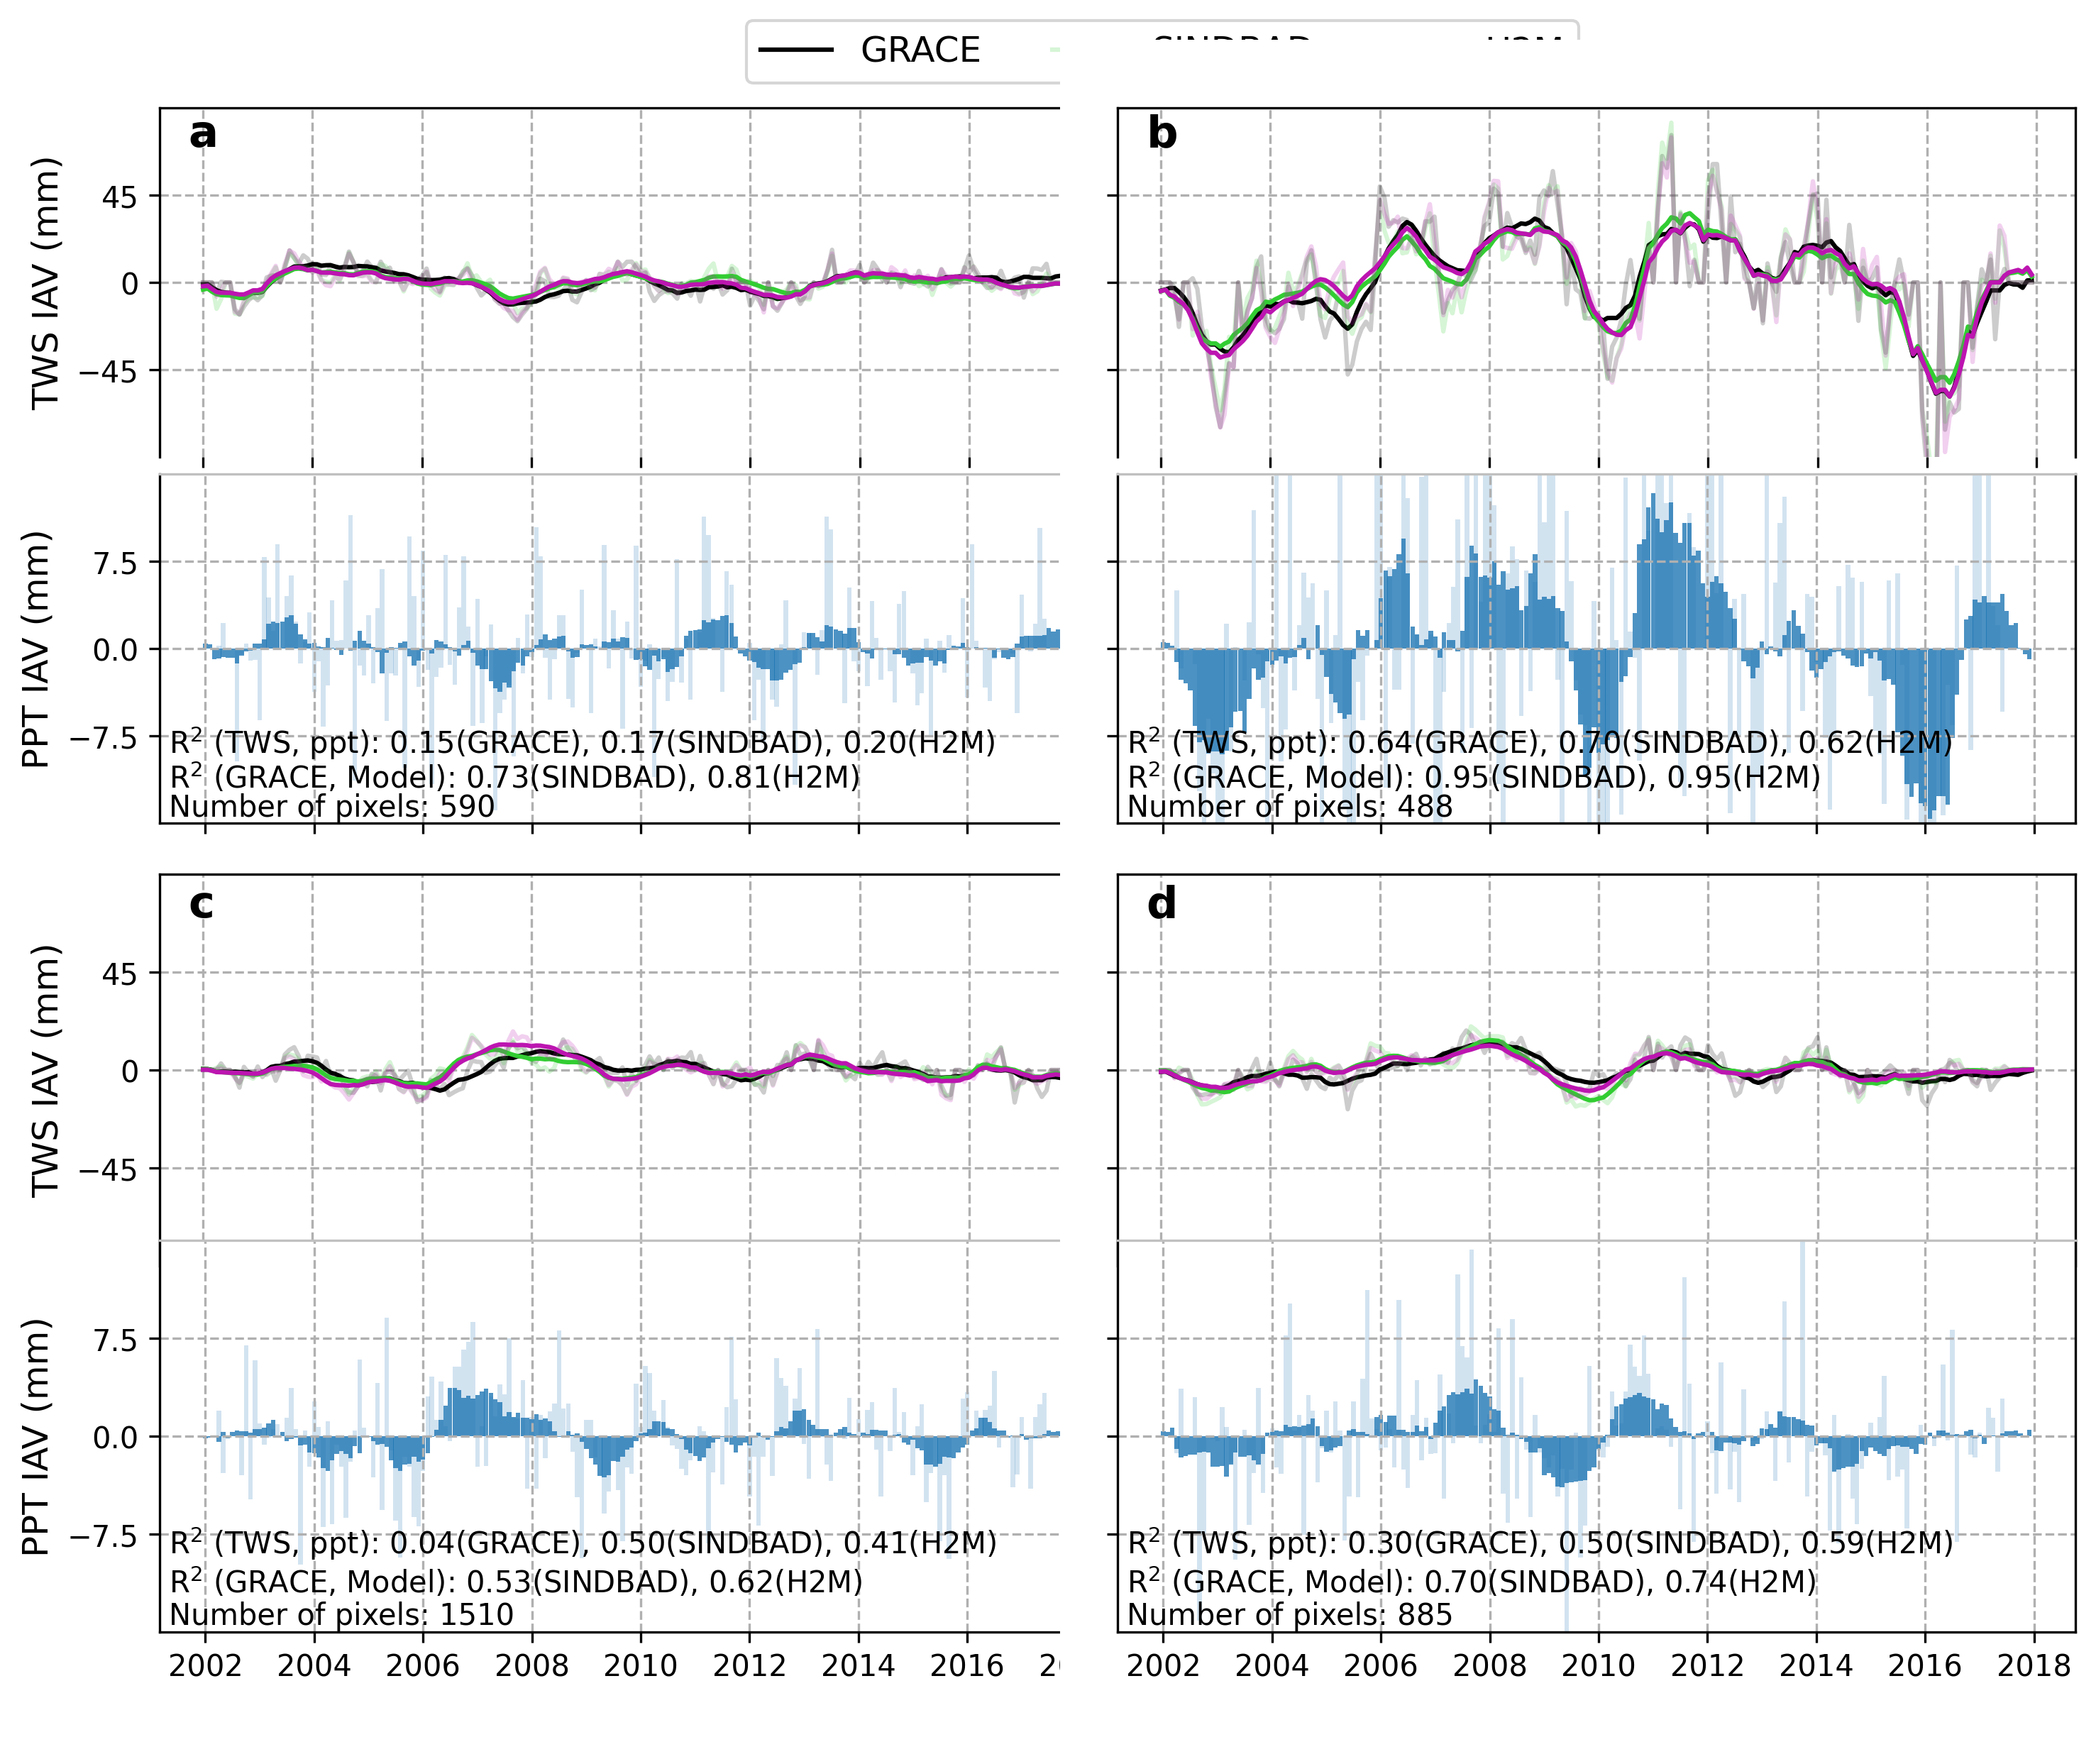 GRACE SINDBAD H2M
a
b
TWS IAV (mm)
45
0
−45
PPT IAV (mm)
7.5
0.0
−7.5
R² (TWS, ppt): 0.15(GRACE), 0.17(SINDBAD), 0.20(H2M)
R² (GRACE, Model): 0.73(SINDBAD), 0.81(H2M)
Number of pixels: 590
R² (TWS, ppt): 0.64(GRACE), 0.70(SINDBAD), 0.62(H2M)
R² (GRACE, Model): 0.95(SINDBAD), 0.95(H2M)
Number of pixels: 488
c
d
TWS IAV (mm)
45
0
−45
PPT IAV (mm)
7.5
0.0
−7.5
R² (TWS, ppt): 0.04(GRACE), 0.50(SINDBAD), 0.41(H2M)
R² (GRACE, Model): 0.53(SINDBAD), 0.62(H2M)
Number of pixels: 1510
R² (TWS, ppt): 0.30(GRACE), 0.50(SINDBAD), 0.59(H2M)
R² (GRACE, Model): 0.70(SINDBAD), 0.74(H2M)
Number of pixels: 885
2002 2004 2006 2008 2010 2012 2014 2016
2002 2004 2006 2008 2010 2012 2014 2016 2018